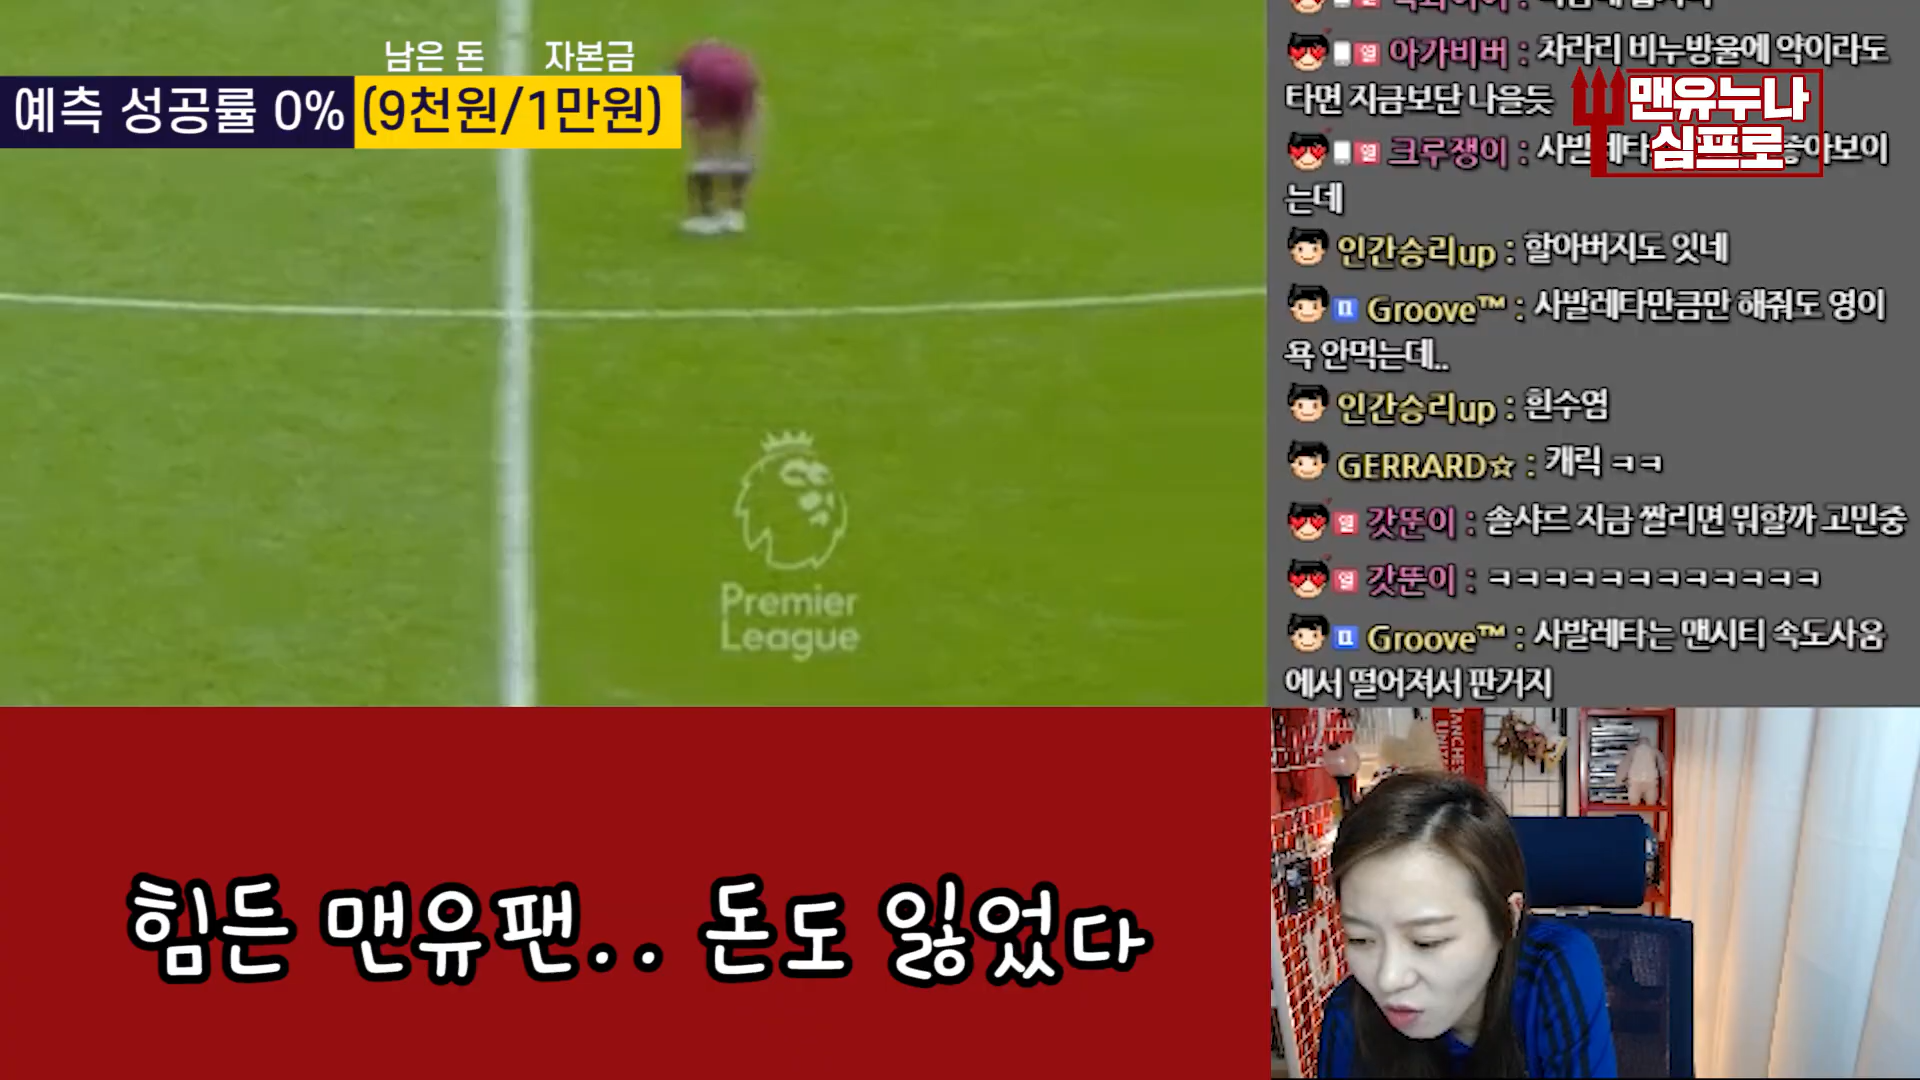 남은 돈 자본금
예측 성공률 0% (9천원/1만원)
Premier
League
아가비버 : 차라리 비누방울에 약이라도
타면 지금보단 나을듯
크루쟁이 :
는데
인간승리up : 할아버지도 잇네
Groove™ : 사발레타만큼만 해줘도 영이
욕 안먹는데..
인간승리up : 흰수염
GERRARD☆ : 캐릭 ㅋㅋ
갓뚠이 : 솔샤르 지금 짤리면 뭐할까 고민중
갓뚠이 : ㅋㅋㅋㅋㅋㅋㅋㅋㅋㅋㅋㅋ
Groove™ : 사발레타는 맨시티 속도사옴
에서 떨어져서 판거지
맨유누나
심프로
힘든 맨유팬.. 돈도 잃었다